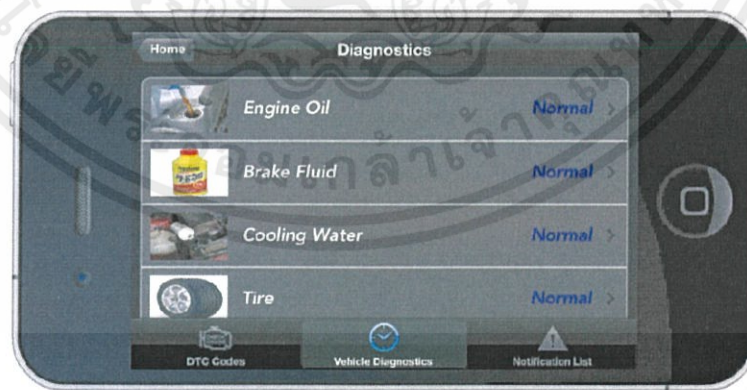 Home
Diagnostics
Engine Oil
Normal
Brake Fluid
Normal
Cooling Water
Normal
Tire
Normal
DTC Codes
Vehicle Diagnostics
Notification List